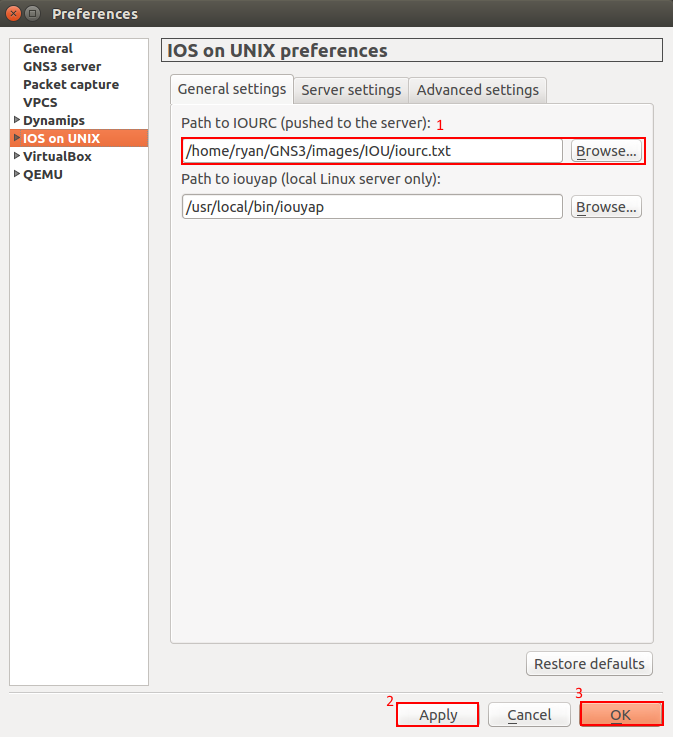 Preferences
General
GNS3 server
Packet capture
VPCS
Dynamips
IOS on UNIX
VirtualBox
QEMU
IOS on UNIX preferences
General settings Server settings Advanced settings
Path to IOURC (pushed to the server): 1
/home/ryan/GNS3/images/IOU/iourc.txt Browse...
Path to iouyap (local Linux server only):
/usr/local/bin/iouyap Browse...
Restore defaults
2 Apply Cancel 3 OK